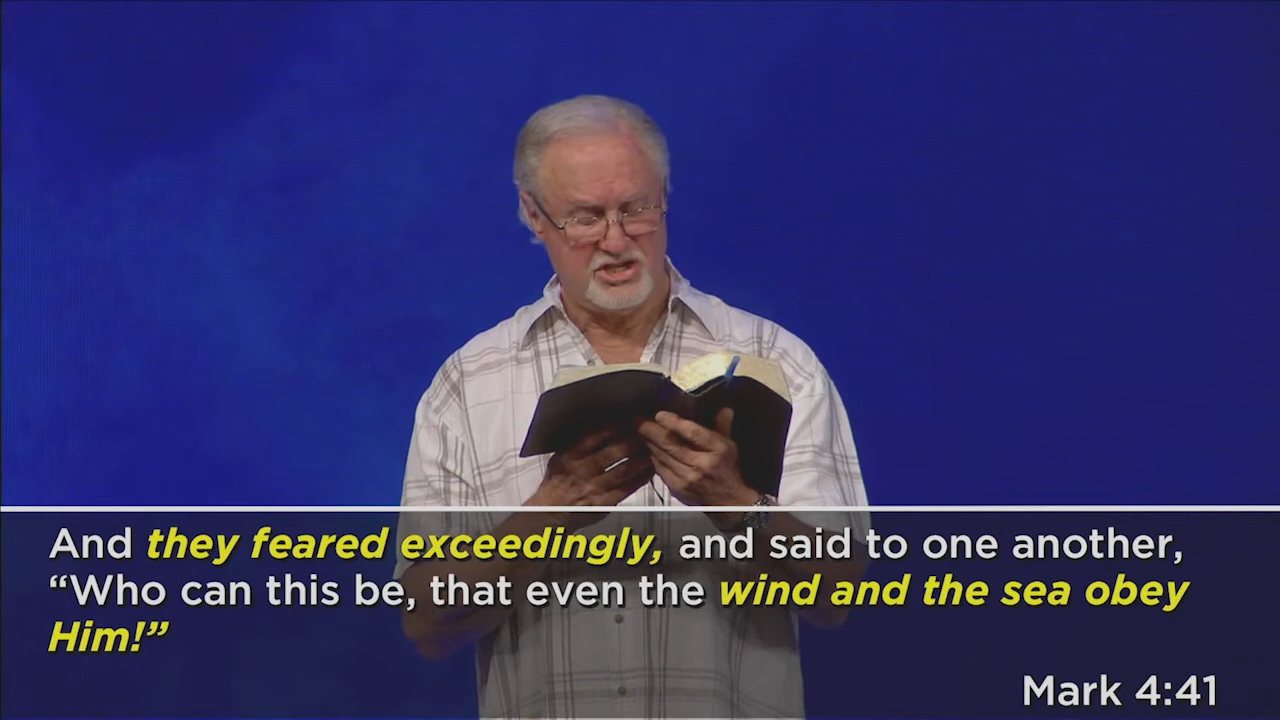 And they feared exceedingly, and said to one another,
“Who can this be, that even the wind and the sea obey
Him!”
Mark 4:41